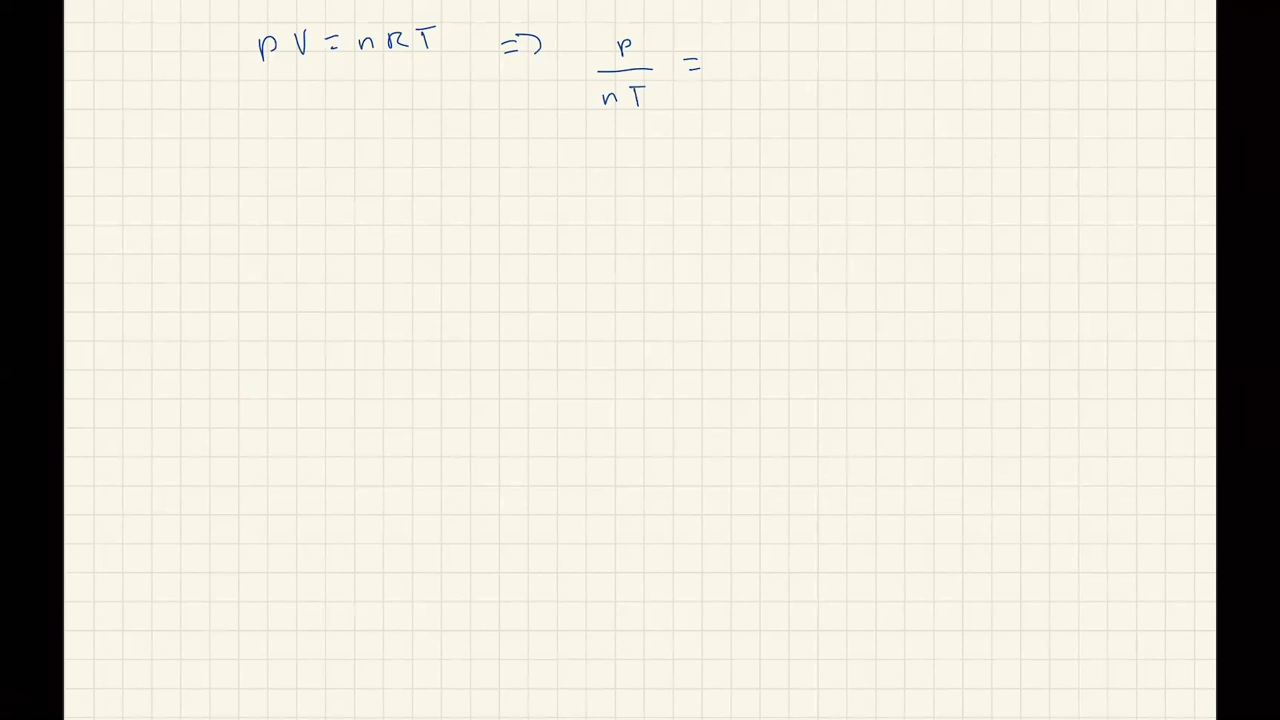 pV = nRT ⇒ p/nT =